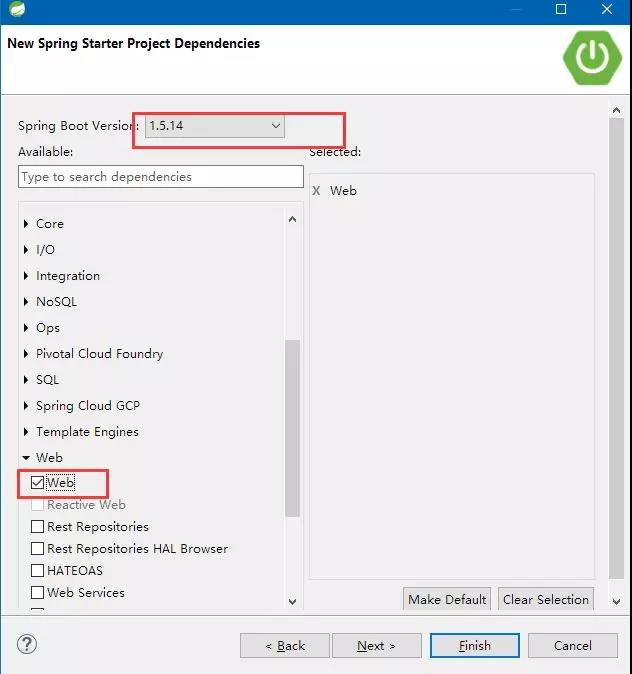 New Spring Starter Project Dependencies
Spring Boot Version: 1.5.14
Available:
Selected:
Type to search dependencies
X Web
Core
I/O
Integration
NoSQL
Ops
Pivotal Cloud Foundry
SQL
Spring Cloud GCP
Template Engines
Web
Web
Reactive Web
Rest Repositories
Rest Repositories HAL Browser
HATEOAS
Web Services
Make Default
Clear Selection
?
< Back
Next >
Finish
Cancel